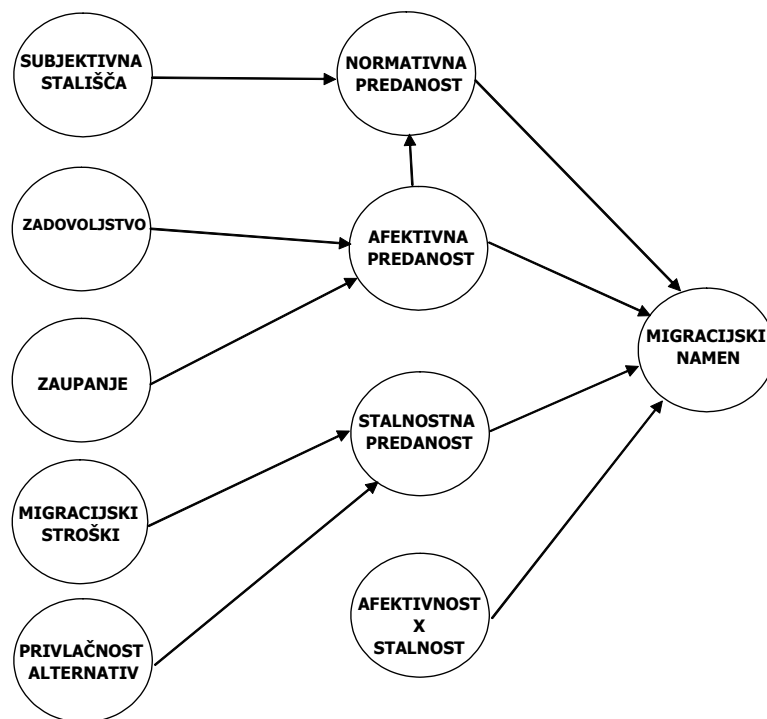 SUBJEKTIVNA
STALIŠČA
NORMATIVNA
PREDANOST
ZADOVOLJSTVO
AFEKTIVNA
PREDANOST
MIGRACIJSKI
NAMEN
ZAUPANJE
STALNOSTNA
PREDANOST
MIGRACIJSKI
STROŠKI
AFEKTIVNOST
X
STALNOST
PRIVLAČNOST
ALTERNATIV